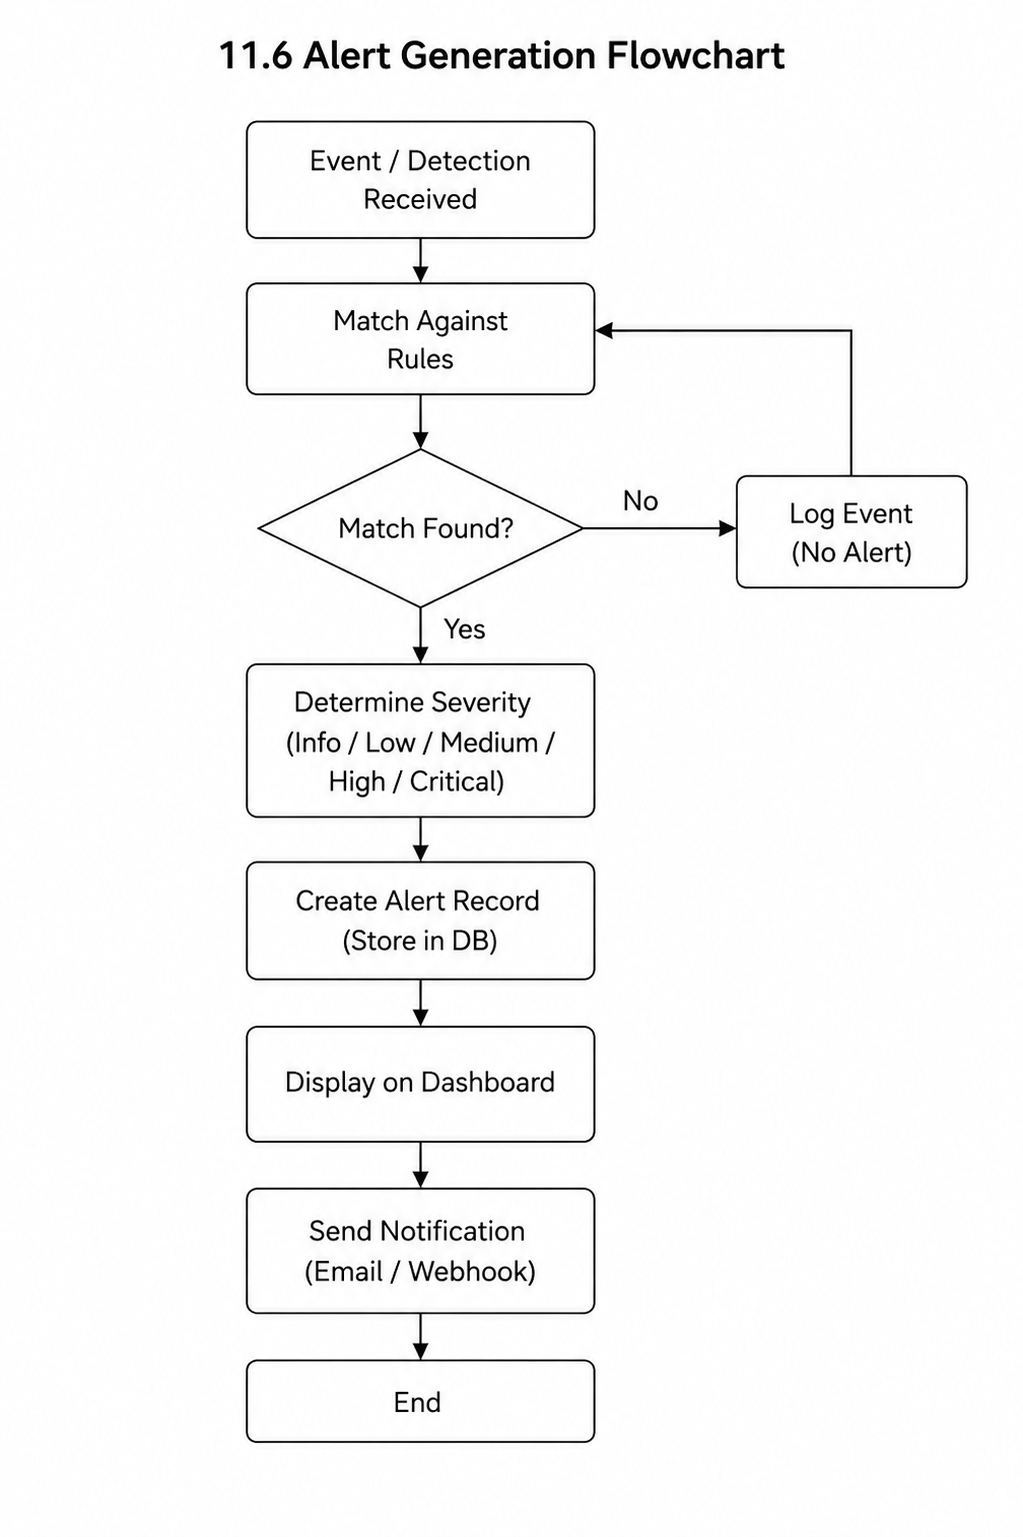 11.6 Alert Generation Flowchart
Event / Detection
Received
Match Against
Rules
Match Found?
No
Log Event
(No Alert)
Yes
Determine Severity
(Info / Low / Medium /
High / Critical)
Create Alert Record
(Store in DB)
Display on Dashboard
Send Notification
(Email / Webhook)
End